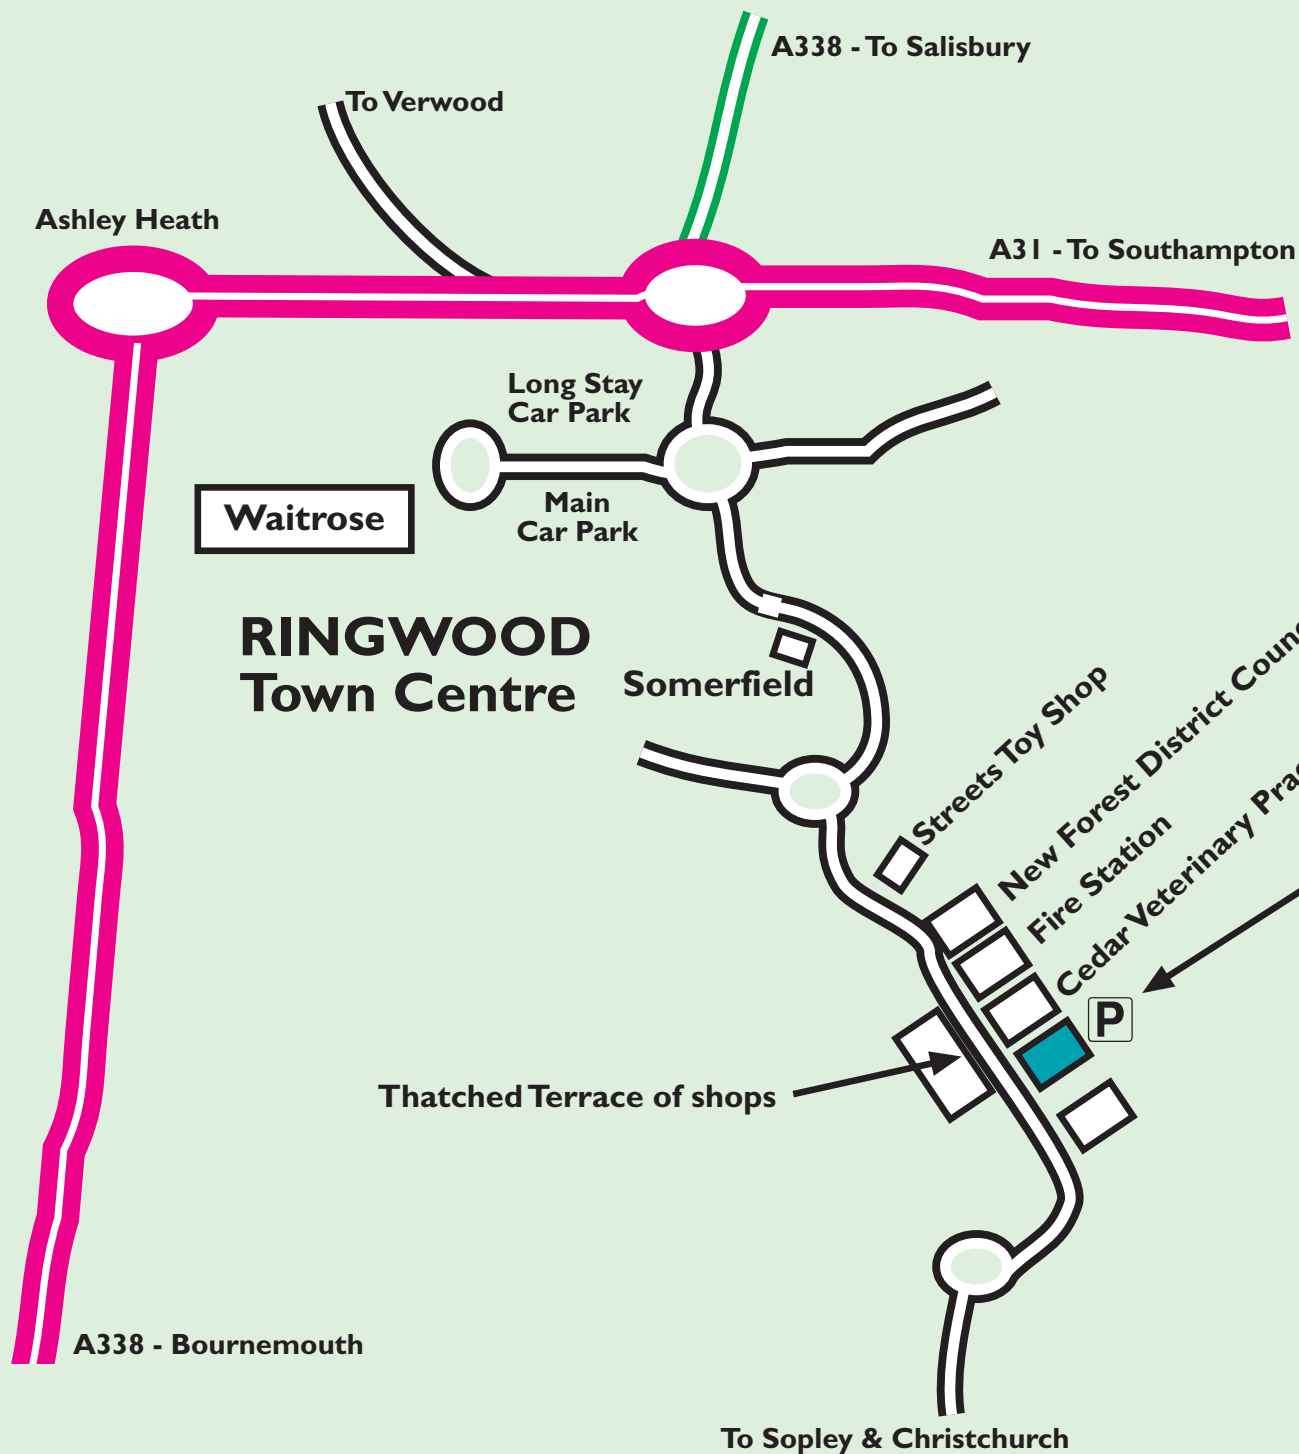 A338 - To Salisbury
To Verwood
Ashley Heath
A31 - To Southampton
Long Stay
Car Park
Main
Car Park
Waitrose
RINGWOOD
Town Centre
Somerfield
Streets Toy Shop
New Forest District
Fire Station
Cedar Veterinary
P
Thatched Terrace of shops
A338 - Bournemouth
To Sopley & Christchurch